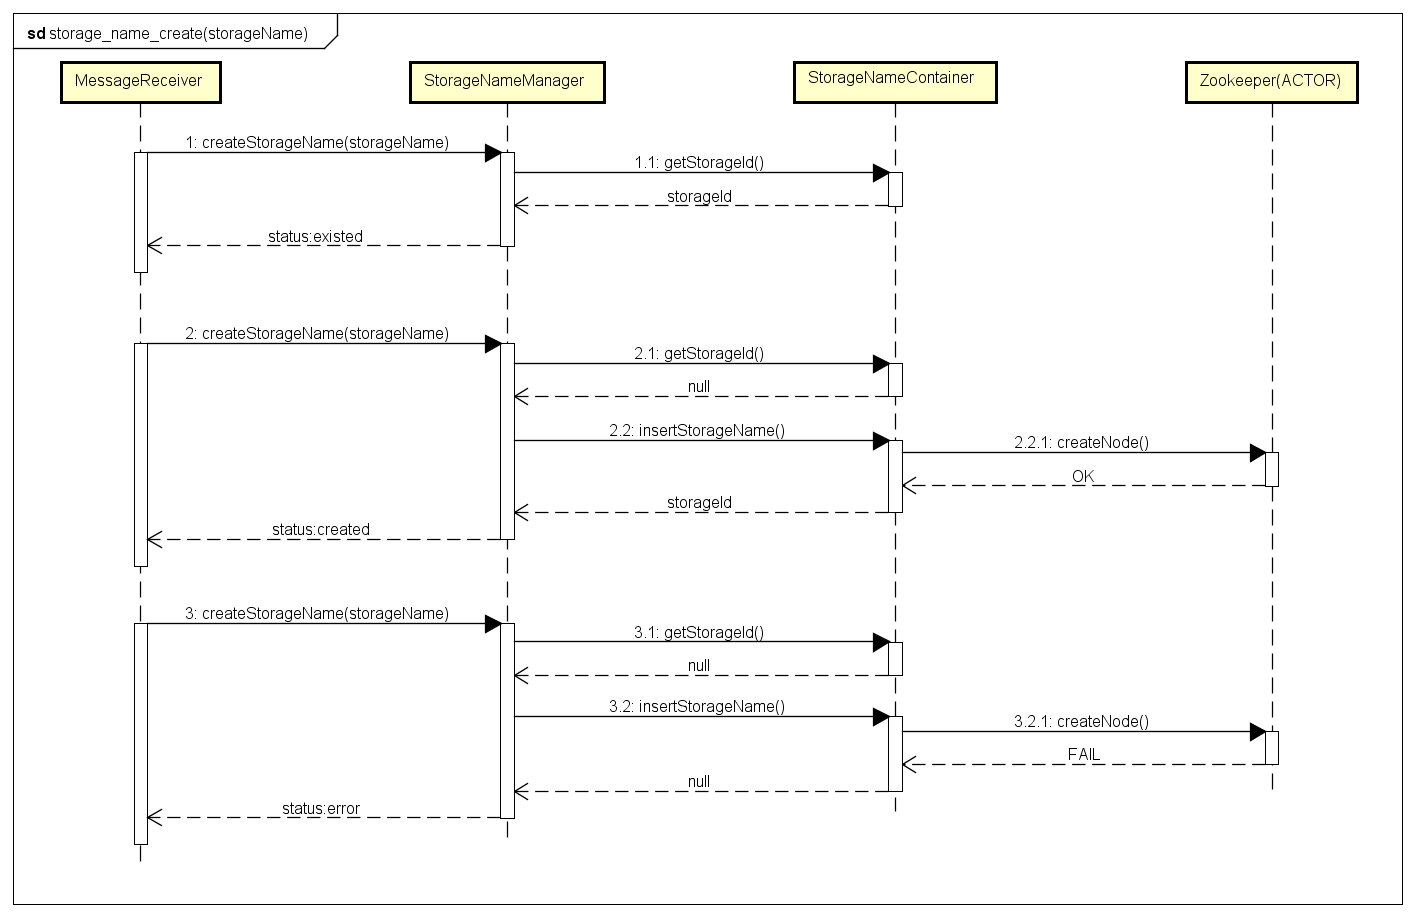 sd storage_name_create(storageName)
MessageReceiver
StorageNameManager
StorageNameContainer
Zookeeper(ACTOR)
1: createStorageName(storageName)
1.1: getStorageId()
storageId
status:existed
2: createStorageName(storageName)
2.1: getStorageId()
null
2.2: insertStorageName()
2.2.1: createNode()
OK
storageId
status:created
3: createStorageName(storageName)
3.1: getStorageId()
null
3.2: insertStorageName()
3.2.1: createNode()
FAIL
null
status:error